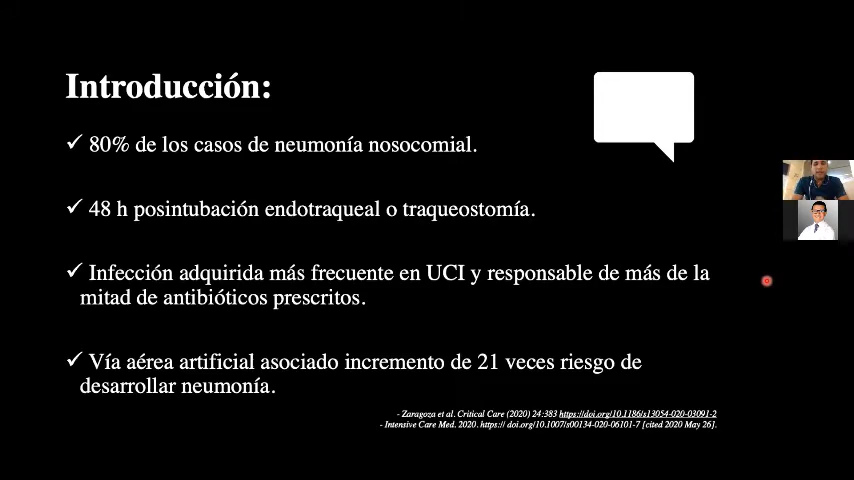 Introducción:
✓ 80% de los casos de neumonía nosocomial.
✓ 48 h posintubación endotraqueal o traqueostomía.
✓ Infección adquirida más frecuente en UCI y responsable de más de la
mitad de antibióticos prescritos.
✓ Vía aérea artificial asociado incremento de 21 veces riesgo de
desarrollar neumonía.
- Zaragoza et al. Critical Care (2020) 24:383 https://doi.org/10.1186/s13054-020-03091-2
- Intensive Care Med. 2020. https:// doi.org/10.1007/s00134-020-06101-7 [cited 2020 May 26].